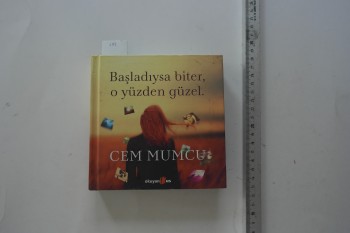 Başladıysa biter,
o yüzden güzel.
CEM MUMCU